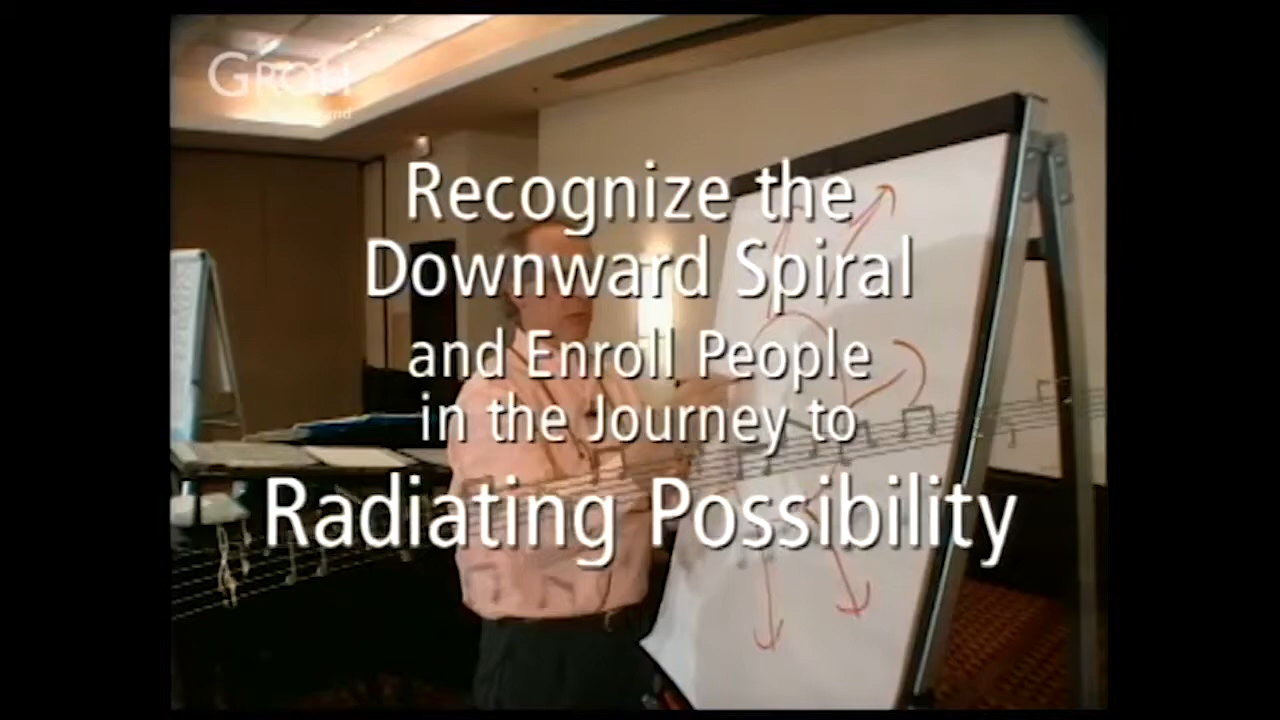 Recognize the
Downward Spiral
and Enroll People
in the Journey to
Radiating Possibility